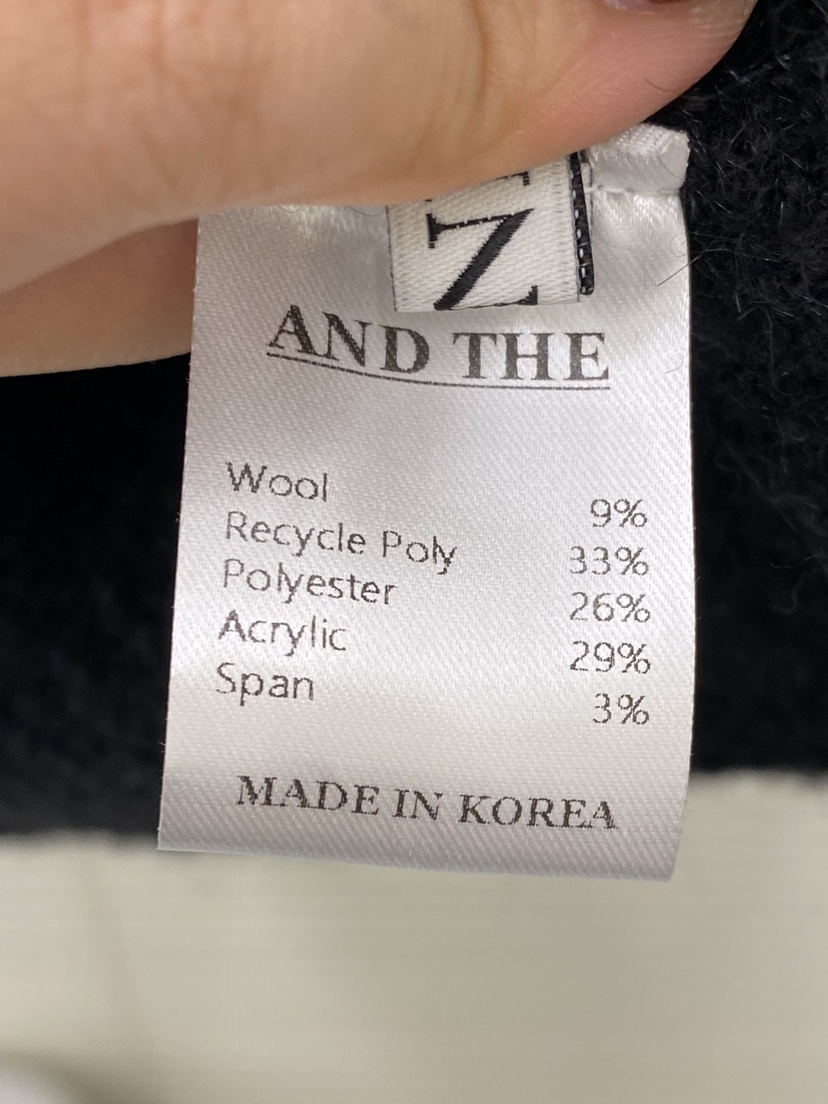 N
AND THE
Wool 9%
Recycle Poly 33%
Polyester 26%
Acrylic 29%
Span 3%
MADE IN KOREA